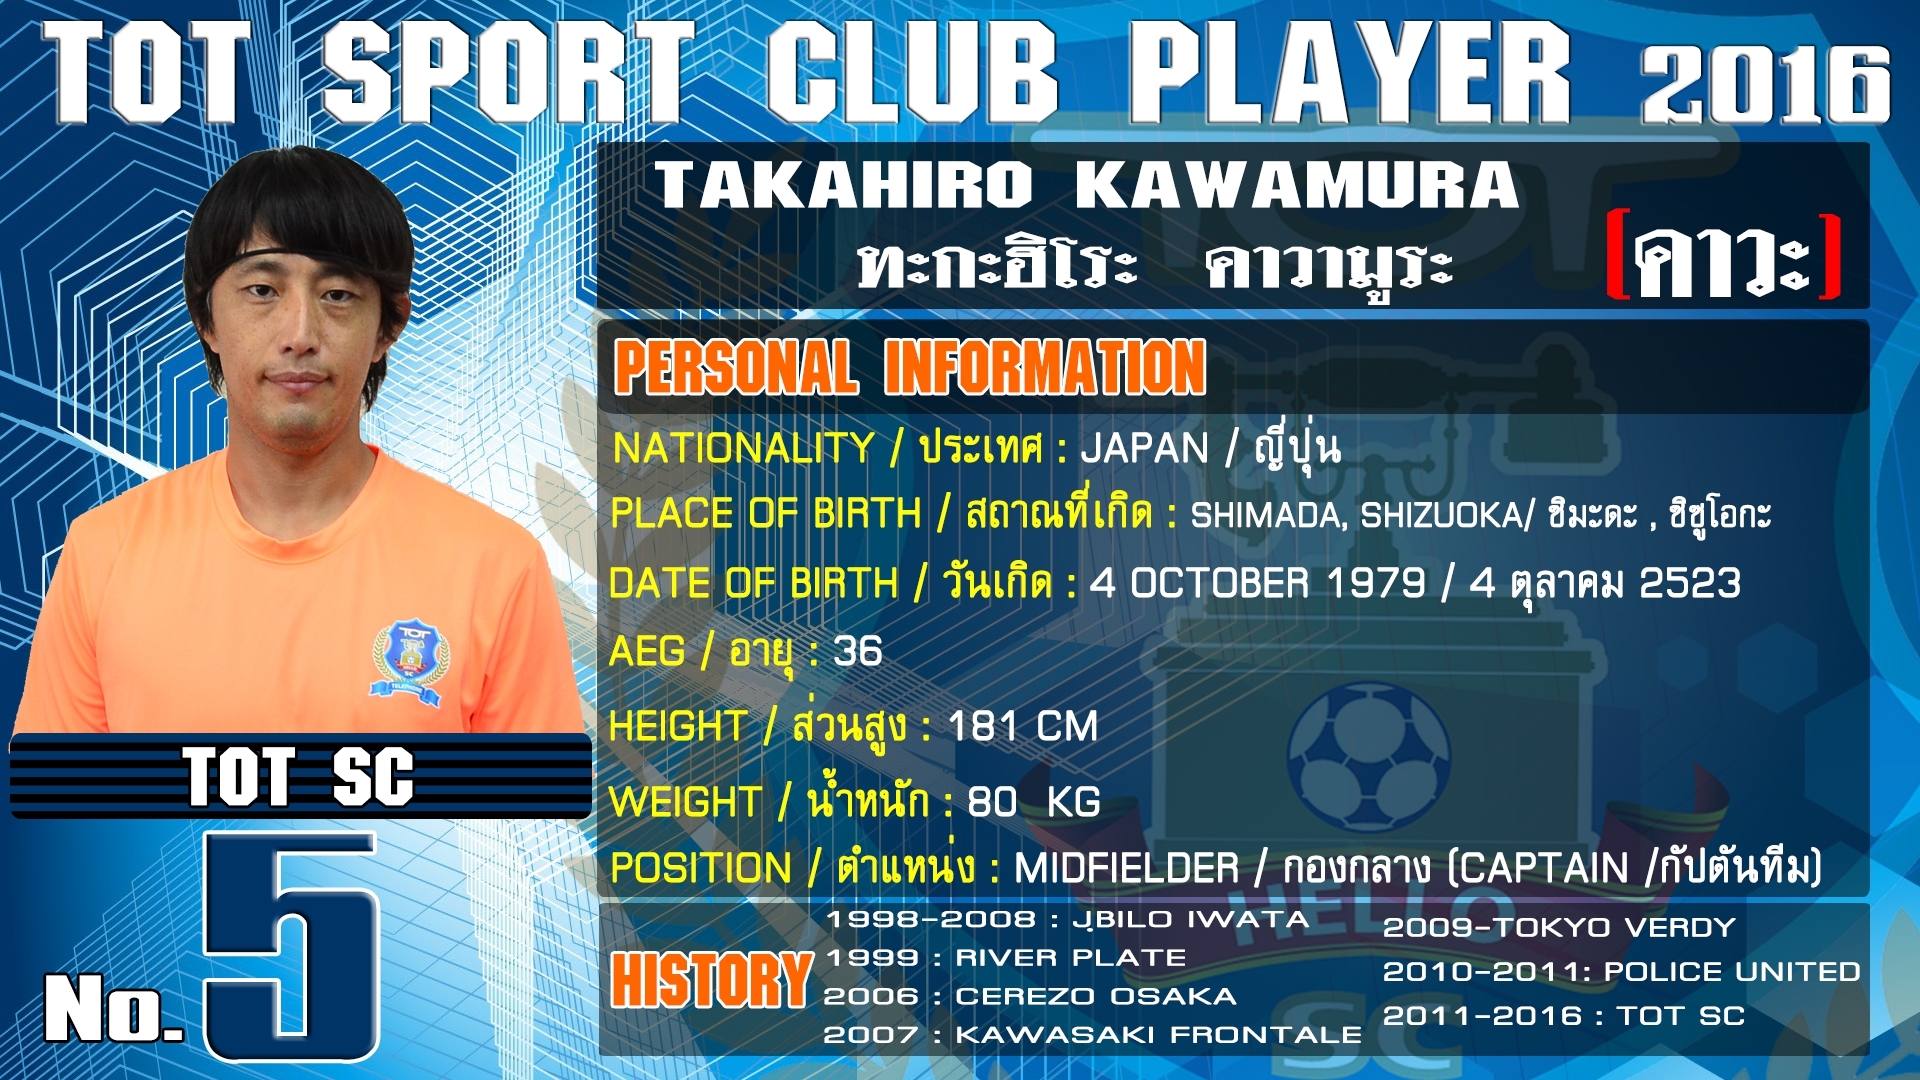 TOT SPORT CLUB PLAYER 2016
TAKAHIRO KAWAMURA
ทะกะฮิโระ คาวามูระ
[คาวะ]
PERSONAL INFORMATION
NATIONALITY / ประเทศ : JAPAN / ญี่ปุ่น
PLACE OF BIRTH / สถาณที่เกิด : SHIMADA, SHIZUOKA/ ชิมะดะ , ชิซูโอกะ
DATE OF BIRTH / วันเกิด : 4 OCTOBER 1979 / 4 ตุลาคม 2523
AEG / อายุ : 36
HEIGHT / ส่วนสูง : 181 CM
WEIGHT / น้ำหนัก : 80 KG
POSITION / ตำแหน่ง : MIDFIELDER / กองกลาง (CAPTAIN /กัปตันทีม)
HISTORY
1998-2008 : JฺBILO IWATA
1999 : RIVER PLATE
2006 : CEREZO OSAKA
2007 : KAWASAKI FRONTALE
2009-TOKYO VERDY
2010-2011: POLICE UNITED
2011-2016 : TOT SC
TOT SC
No. 5
TOT
SC
TOT
HELLO
SC